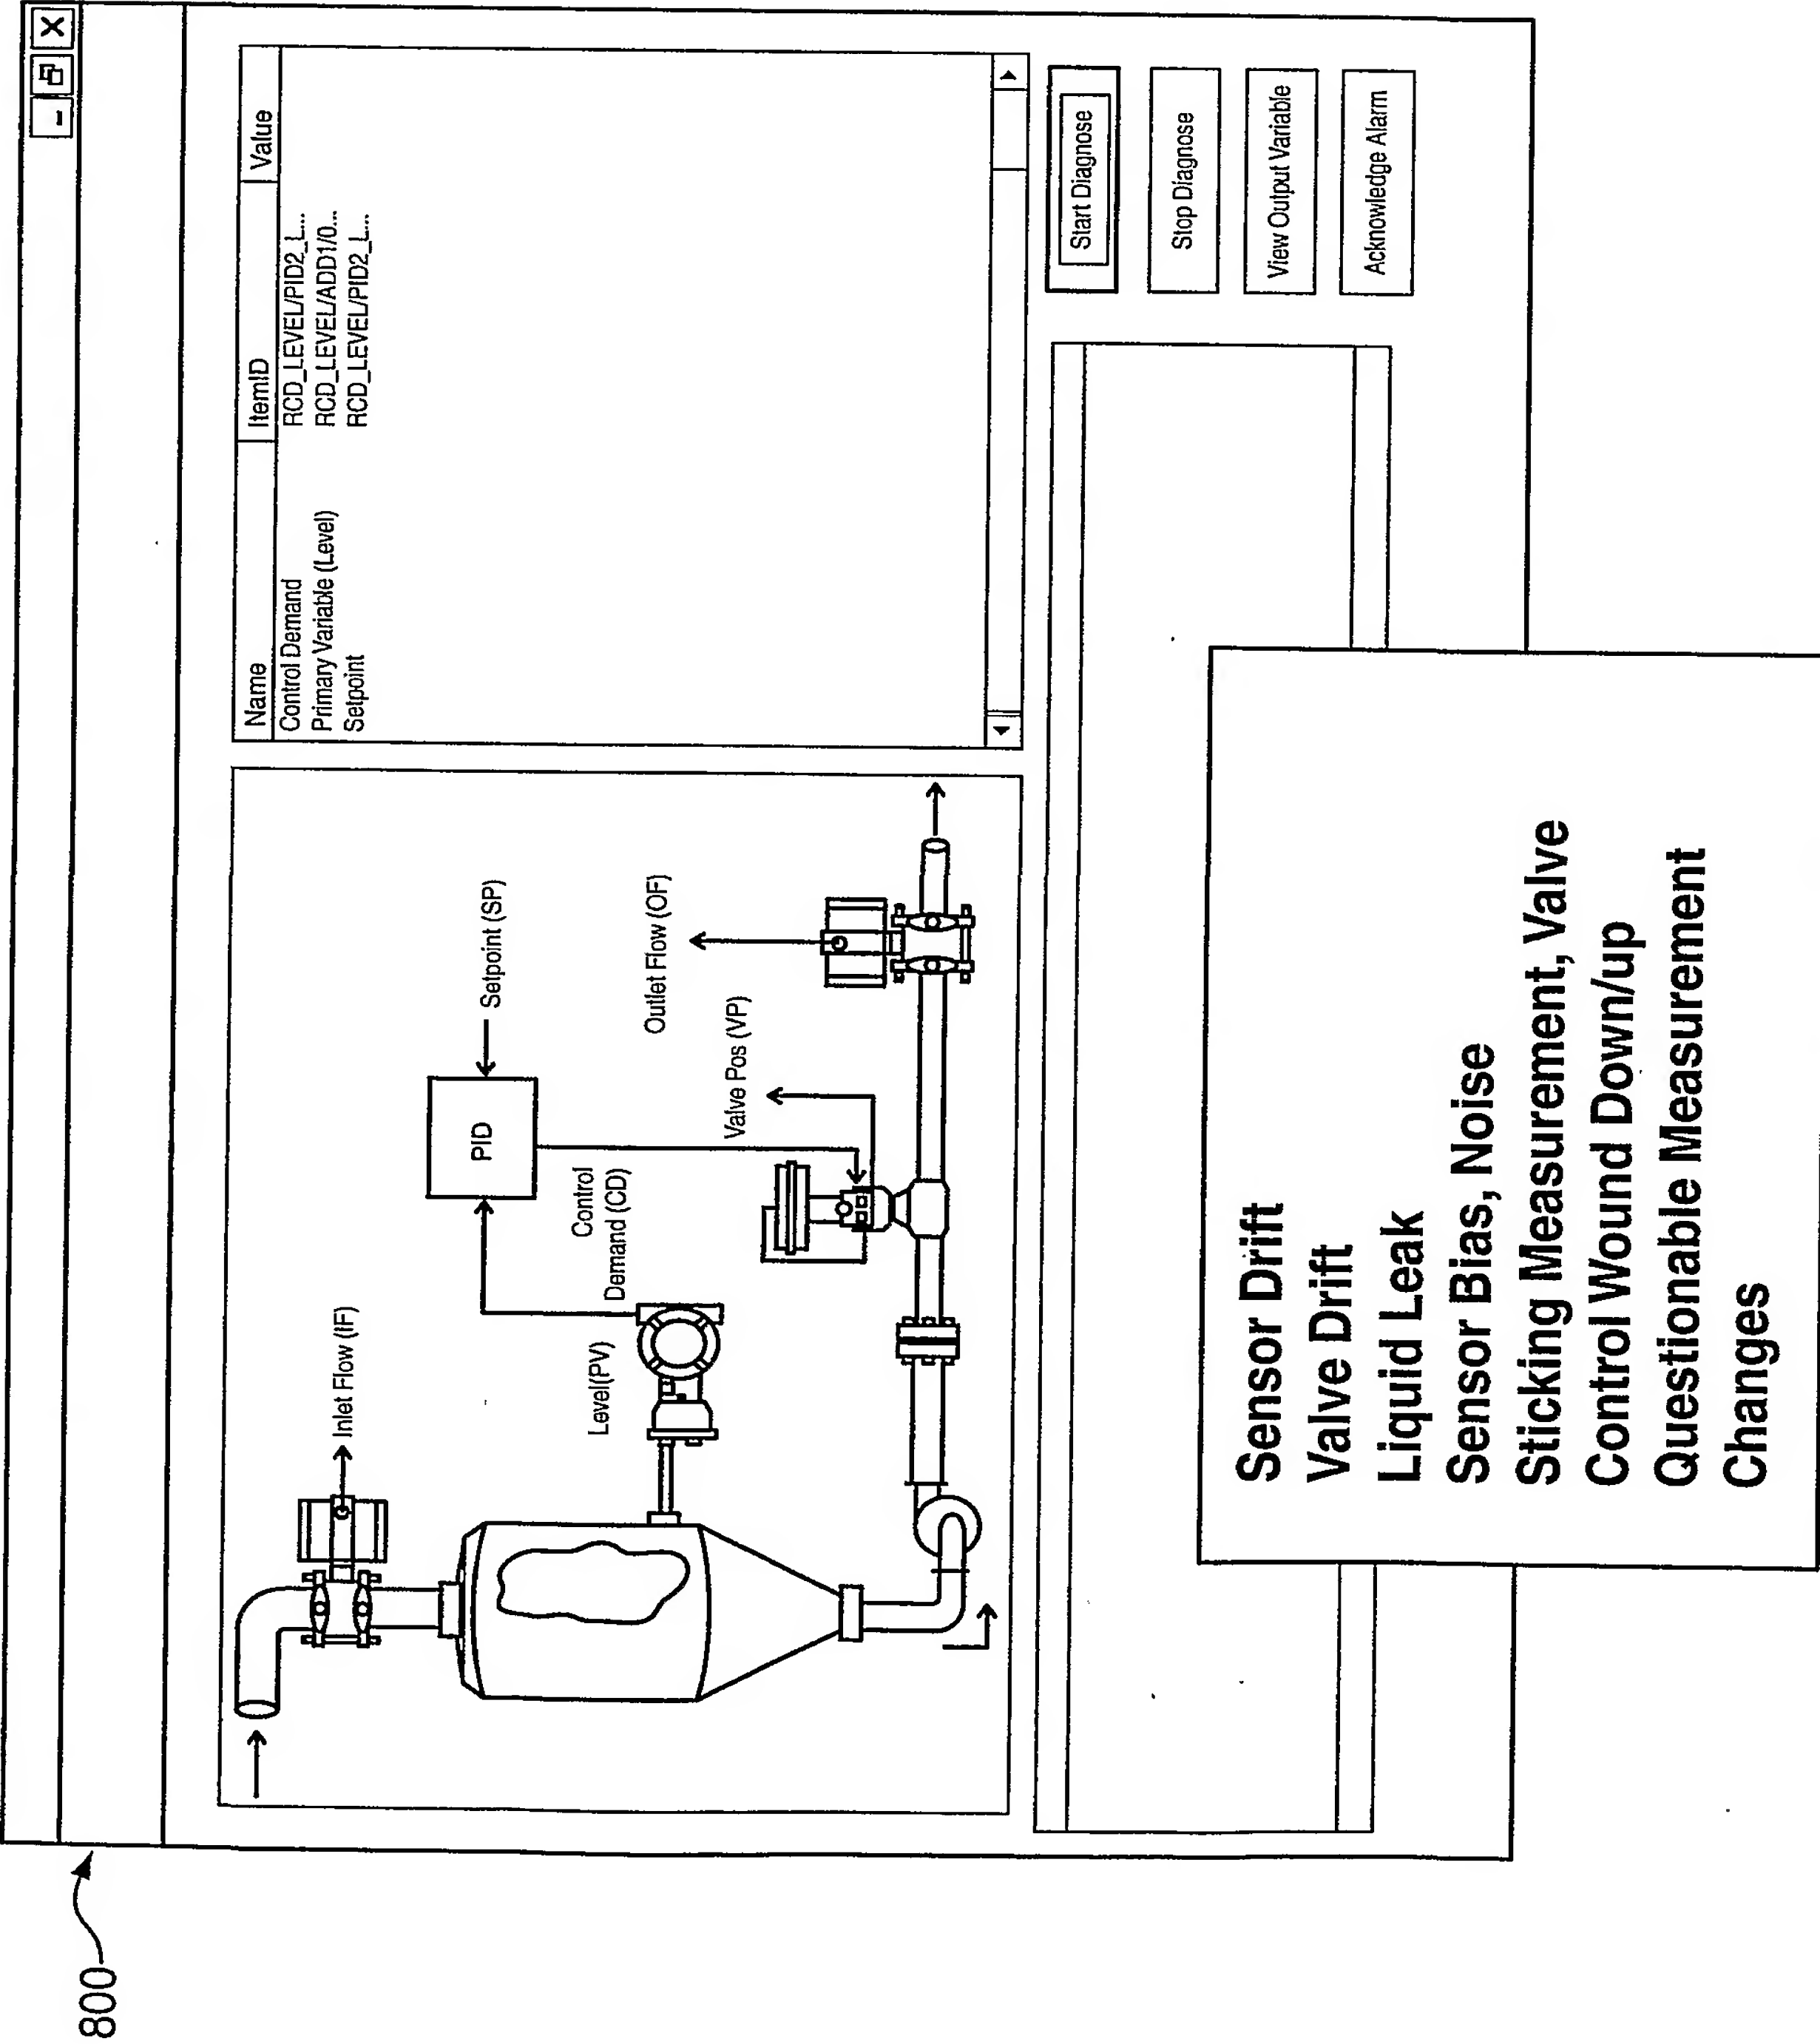 800
Inlet Flow (IF)
Level(PV)
Control
Demand (CD)
PID
Setpoint (SP)
Valve Pos (VP)
Outlet Flow (OF)
Name ItemID Value
Control Demand RCD_LEVEL/PID2_L...
Primary Variable (Level) RCD_LEVEL/ADD1/0...
Setpoint RCD_LEVEL/PID2_L...
Start Diagnose
Stop Diagnose
View Output Variable
Acknowledge Alarm
Sensor Drift
Valve Drift
Liquid Leak
Sensor Bias, Noise
Sticking Measurement, Valve
Control Wound Down/up
Questionable Measurement
Changes